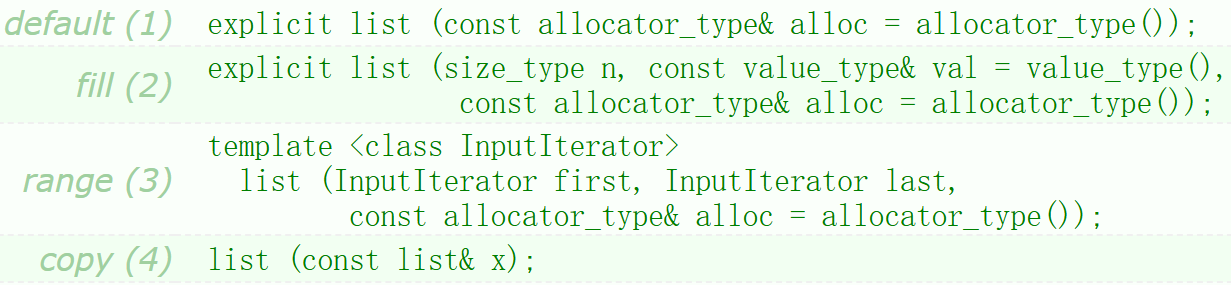 default (1) explicit list (const allocator_type& alloc = allocator_type());
fill (2) explicit list (size_type n, const value_type& val = value_type(),
const allocator_type& alloc = allocator_type());
template <class InputIterator>
range (3) list (InputIterator first, InputIterator last,
const allocator_type& alloc = allocator_type());
copy (4) list (const list& x);